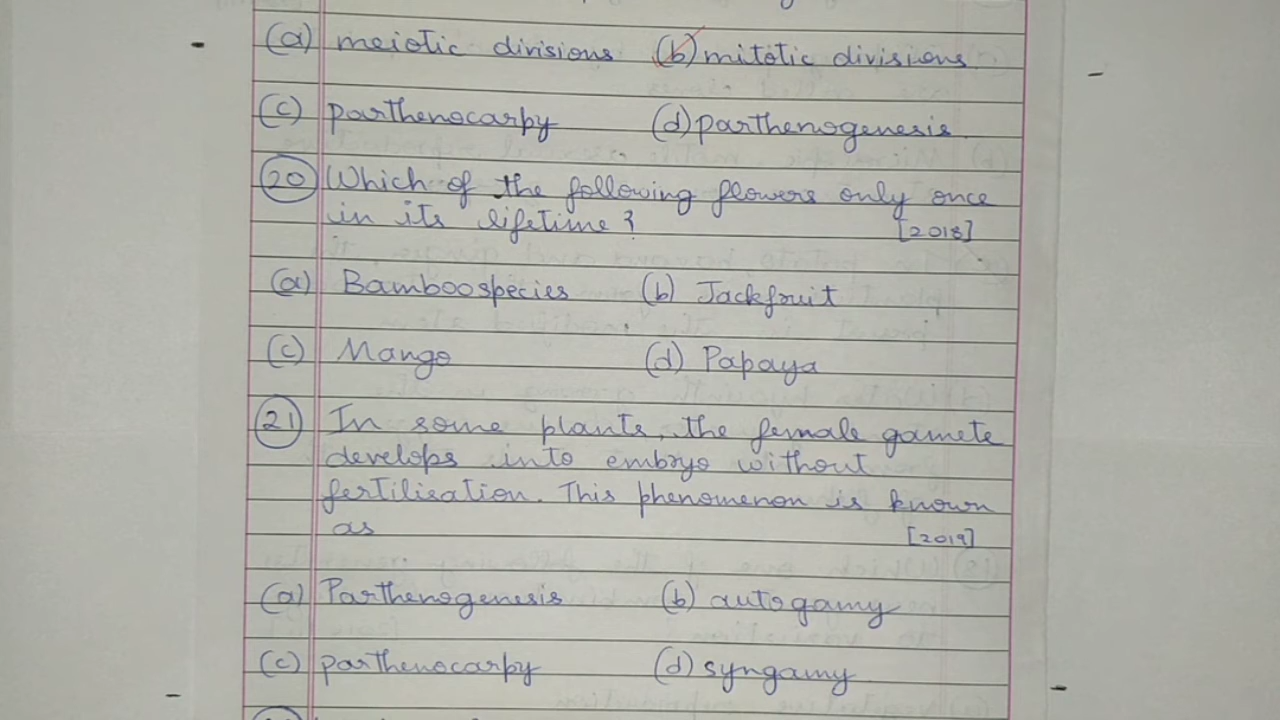 (a) meiotic divisions (b) mitotic divisions
(c) parthenocarpy (d) parthenogenesis
20 Which of the following flowers only once
in its lifetime? [2018]
(a) Bamboo species (b) Jackfruit
(c) Mango (d) Papaya
21 In some plants, the female gamete
develops into embryo without
fertilisation. This phenomenon is known
as [2019]
(a) Parthenogenesis (b) autogamy
(c) parthenocarpy (d) syngamy